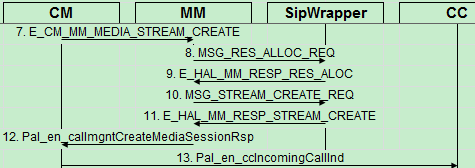 CM MM SipWrapper CC
7. E_CM_MM_MEDIA_STREAM_CREATE
8. MSG_RES_ALLOC_REQ
9. E_HAL_MM_RESP_RES_ALOC
10. MSG_STREAM_CREATE_REQ
11. E_HAL_MM_RESP_STREAM_CREATE
12. Pal_en_callmgntCreateMediaSessionRsp
13. Pal_en_ccIncomingCallInd